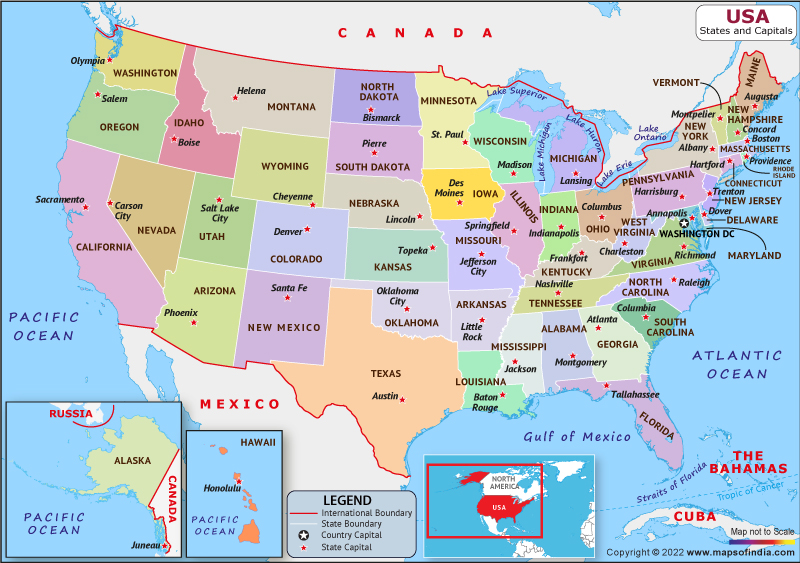 USA
States and Capitals
CANADA
Olympia
WASHINGTON
Salem
OREGON
IDAHO
Boise
Helena
MONTANA
NORTH
DAKOTA
Bismarck
Pierre
SOUTH DAKOTA
MINNESOTA
St. Paul
WISCONSIN
Madison
Lake Superior
Lake Michigan
Lake Huron
MICHIGAN
Lansing
Lake Erie
Lake
Ontario
VERMONT
Montpelier
MAINE
Augusta
NEW
HAMPSHIRE
Concord
Boston
MASSACHUSETTS
Providence
RHODE
ISLAND
NEW
YORK
Albany
Hartford
CONNECTICUT
PENNSYLVANIA
Harrisburg
Trenton
NEW JERSEY
Dover
DELAWARE
Annapolis
WASHINGTON DC
MARYLAND
WYOMING
Cheyenne
NEBRASKA
Lincoln
Des
Moines
IOWA
ILLINOIS
Springfield
INDIANA
Indianapolis
Columbus
OHIO
WEST
VIRGINIA
Charleston
VIRGINIA
Richmond
Sacramento
CALIFORNIA
Carson
City
NEVADA
Salt Lake
City
UTAH
Denver
COLORADO
Topeka
KANSAS
MISSOURI
Jefferson
City
Frankfort
KENTUCKY
Nashville
TENNESSEE
NORTH
CAROLINA
Raleigh
Columbia
SOUTH
CAROLINA
ARIZONA
Phoenix
Santa Fe
NEW MEXICO
Oklahoma
City
OKLAHOMA
ARKANSAS
Little
Rock
MISSISSIPPI
Jackson
ALABAMA
Montgomery
Atlanta
GEORGIA
TEXAS
Austin
LOUISIANA
Baton
Rouge
Tallahassee
FLORIDA
PACIFIC
OCEAN
ATLANTIC
OCEAN
MEXICO
Gulf of Mexico
Straits of Florida
THE
BAHAMAS
Tropic of Cancer
CUBA
RUSSIA
ALASKA
CANADA
PACIFIC
OCEAN
Juneau
HAWAII
Honolulu
PACIFIC
OCEAN
LEGEND
International Boundary
State Boundary
Country Capital
State Capital
NORTH
AMERICA
USA
Map not to Scale
Copyright © 2022 www.mapsofindia.com